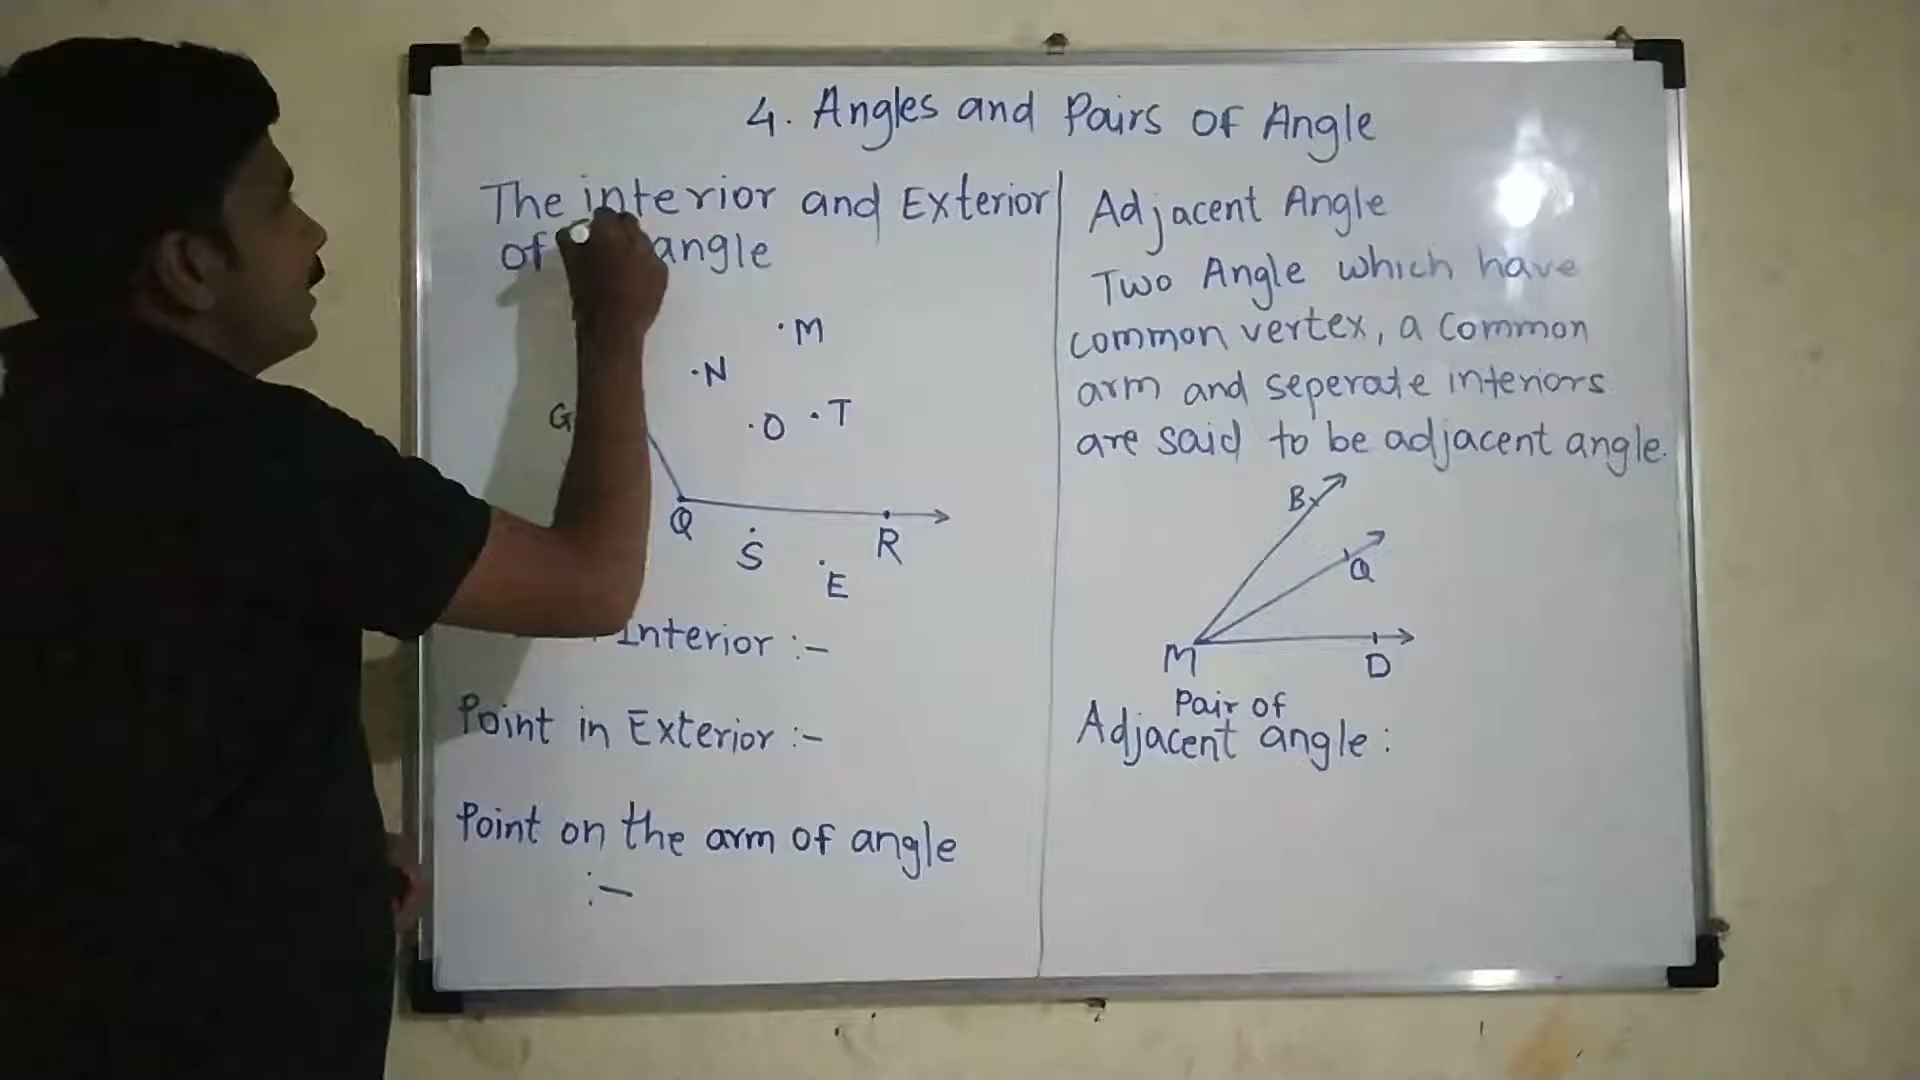 4. Angles and Pairs of Angle
The interior and Exterior
of angle
M
N
O
T
G
Q
R
S
E
Interior :-
Point in Exterior :-
Point on the arm of angle
:-
Adjacent Angle
Two Angle which have
common vertex, a common
arm and seperate interiors
are said to be adjacent angle.
B
Q
M
D
Pair of
Adjacent angle :